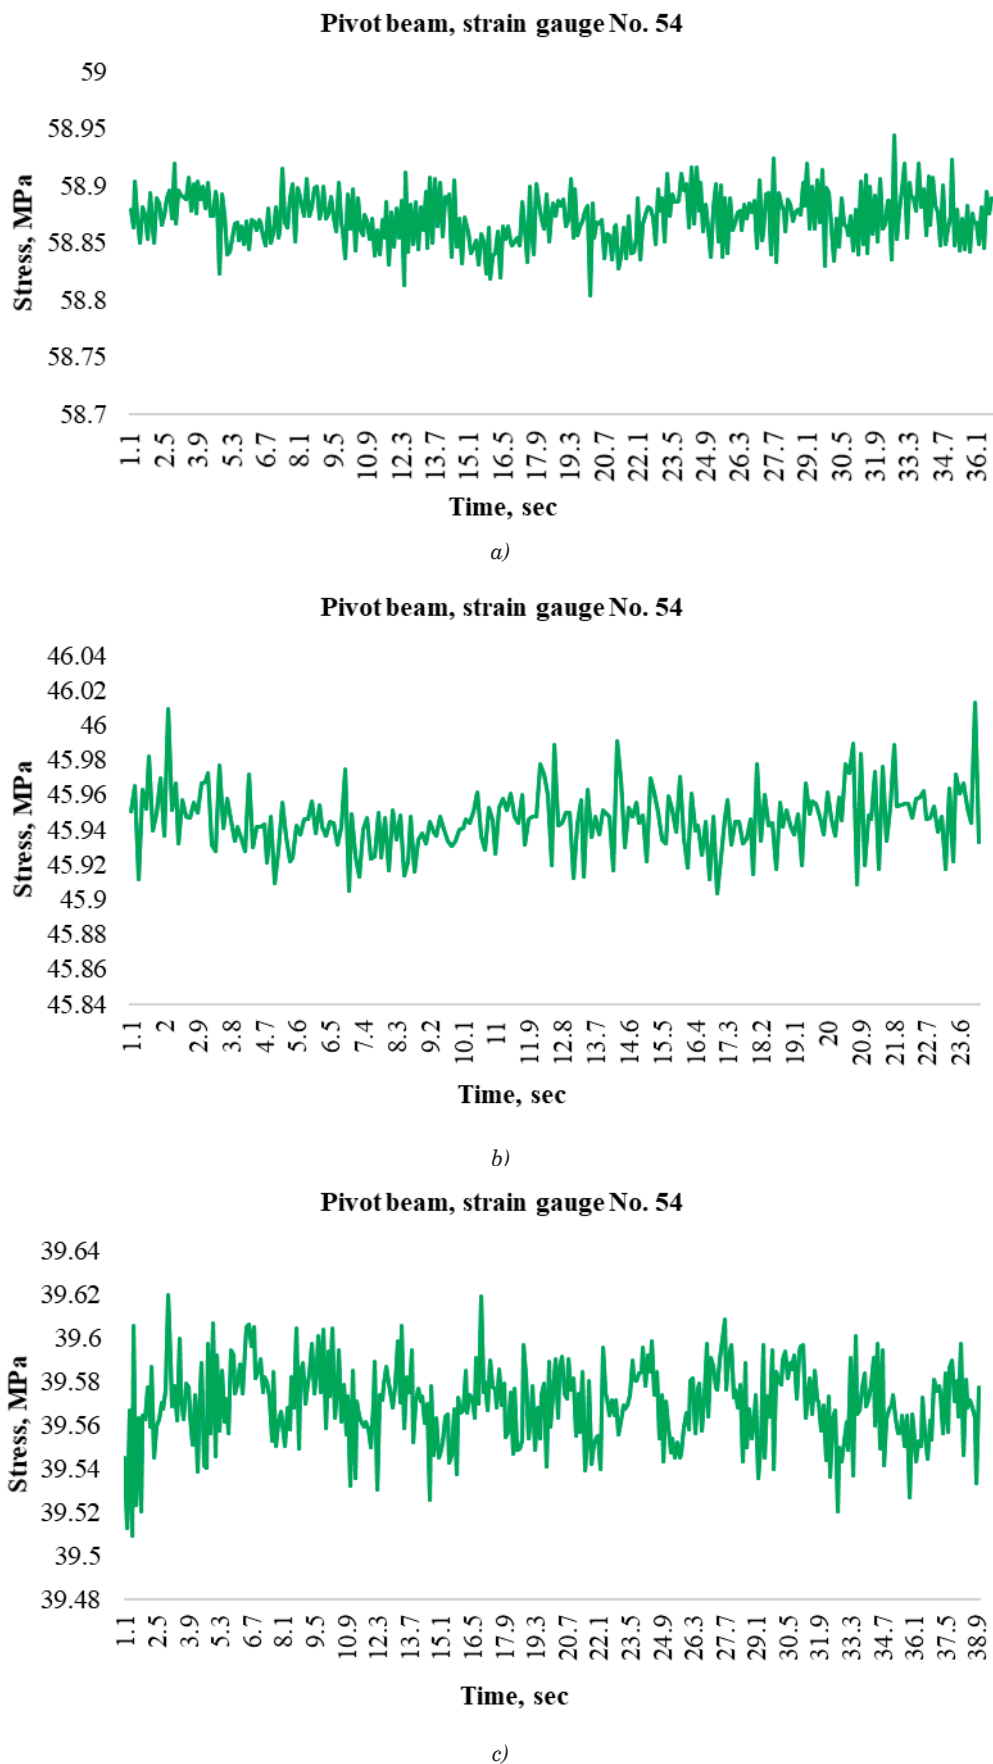 Pivot beam, strain gauge No. 54
59
58.95
58.9
58.85
58.8
58.75
58.7
Stress, MPa
1.1 2.5 3.9 5.3 6.7 8.1 9.5 10.9 12.3 13.7 15.1 16.5 17.9 19.3 20.7 22.1 23.5 24.9 26.3 27.7 29.1 30.5 31.9 33.3 34.7 36.1
Time, sec
a)
Pivot beam, strain gauge No. 54
46.04
46.02
46
45.98
45.96
45.94
45.92
45.9
45.88
45.86
45.84
Stress, MPa
1.1 2 2.9 3.8 4.7 5.6 6.5 7.4 8.3 9.2 10.1 11 11.9 12.8 13.7 14.6 15.5 16.4 17.3 18.2 19.1 20 20.9 21.8 22.7 23.6
Time, sec
b)
Pivot beam, strain gauge No. 54
39.64
39.62
39.6
39.58
39.56
39.54
39.52
39.5
39.48
Stress, MPa
1.1 2.5 3.9 5.3 6.7 8.1 9.5 10.9 12.3 13.7 15.1 16.5 17.9 19.3 20.7 22.1 23.5 24.9 26.3 27.7 29.1 30.5 31.9 33.3 34.7 36.1 37.5 38.9
Time, sec
c)